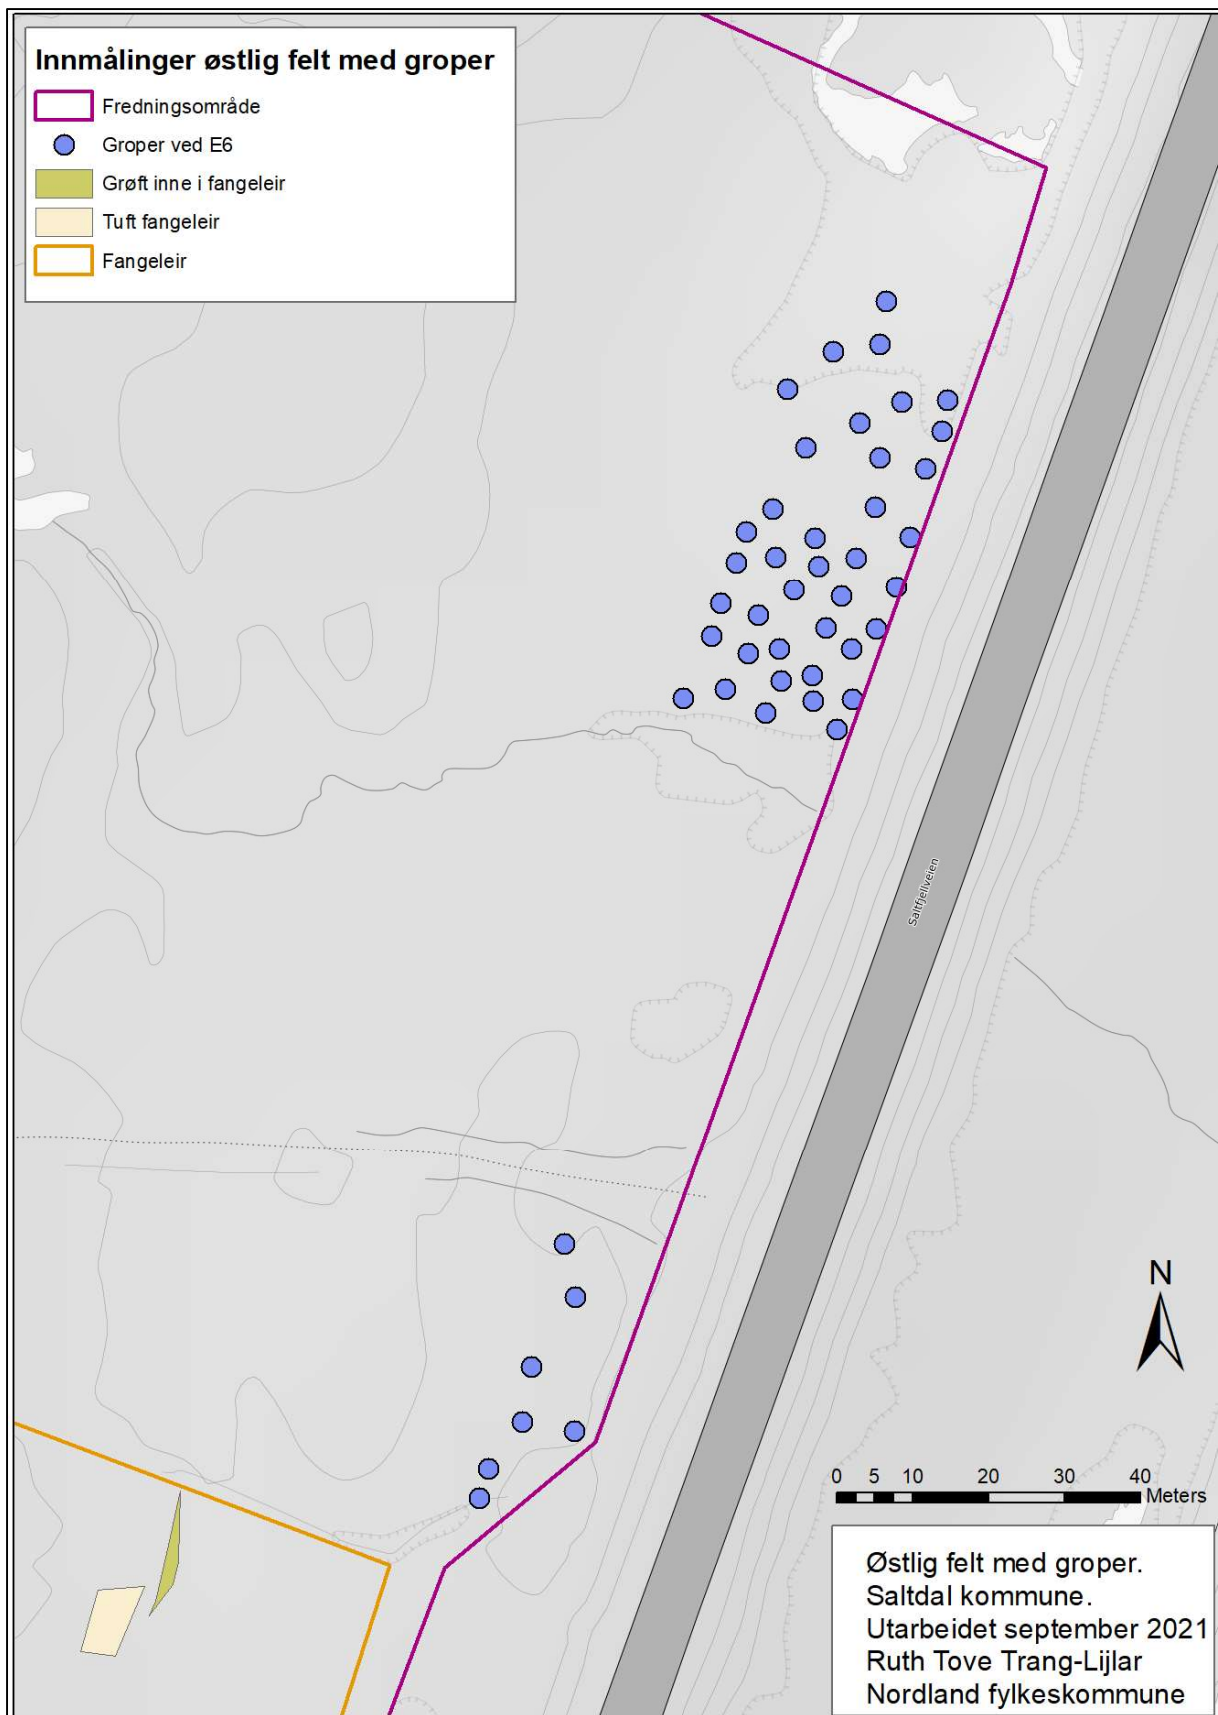 Innmålinger østlig felt med groper
Fredningsområde
Groper ved E6
Grøft inne i fangeleir
Tuft fangeleir
Fangeleir
Saltfjellveien
N
0 5 10 20 30 40
Meters
Østlig felt med groper.
Saltdal kommune.
Utarbeidet september 2021
Ruth Tove Trang-Lijlar
Nordland fylkeskommune